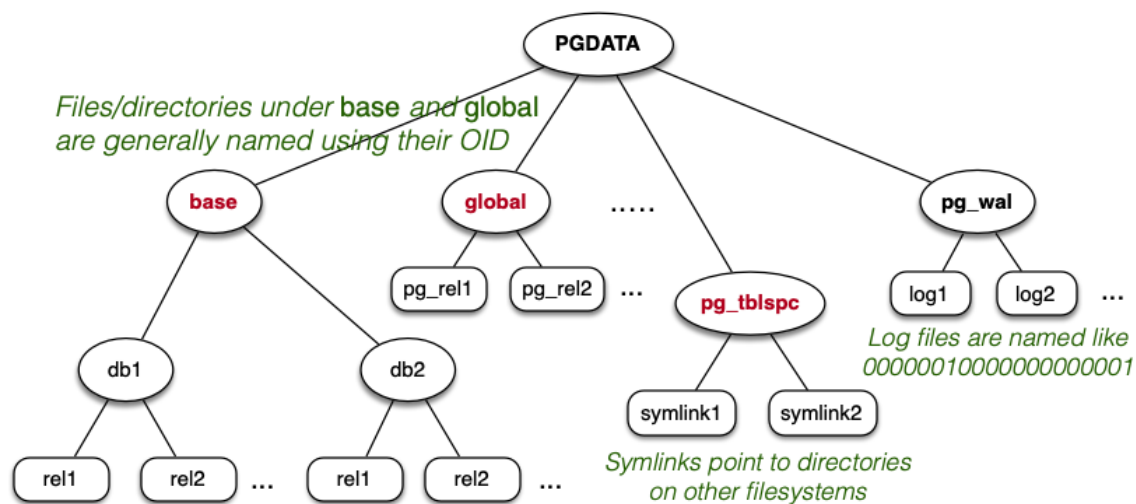 PGDATA
Files/directories under base and global
are generally named using their OID
base
global
.....
pg_wal
pg_rel1
pg_rel2
...
pg_tblspc
log1
log2
...
Log files are named like
00000010000000000001
db1
db2
symlink1
symlink2
rel1
rel2
...
rel1
rel2
...
Symlinks point to directories
on other filesystems